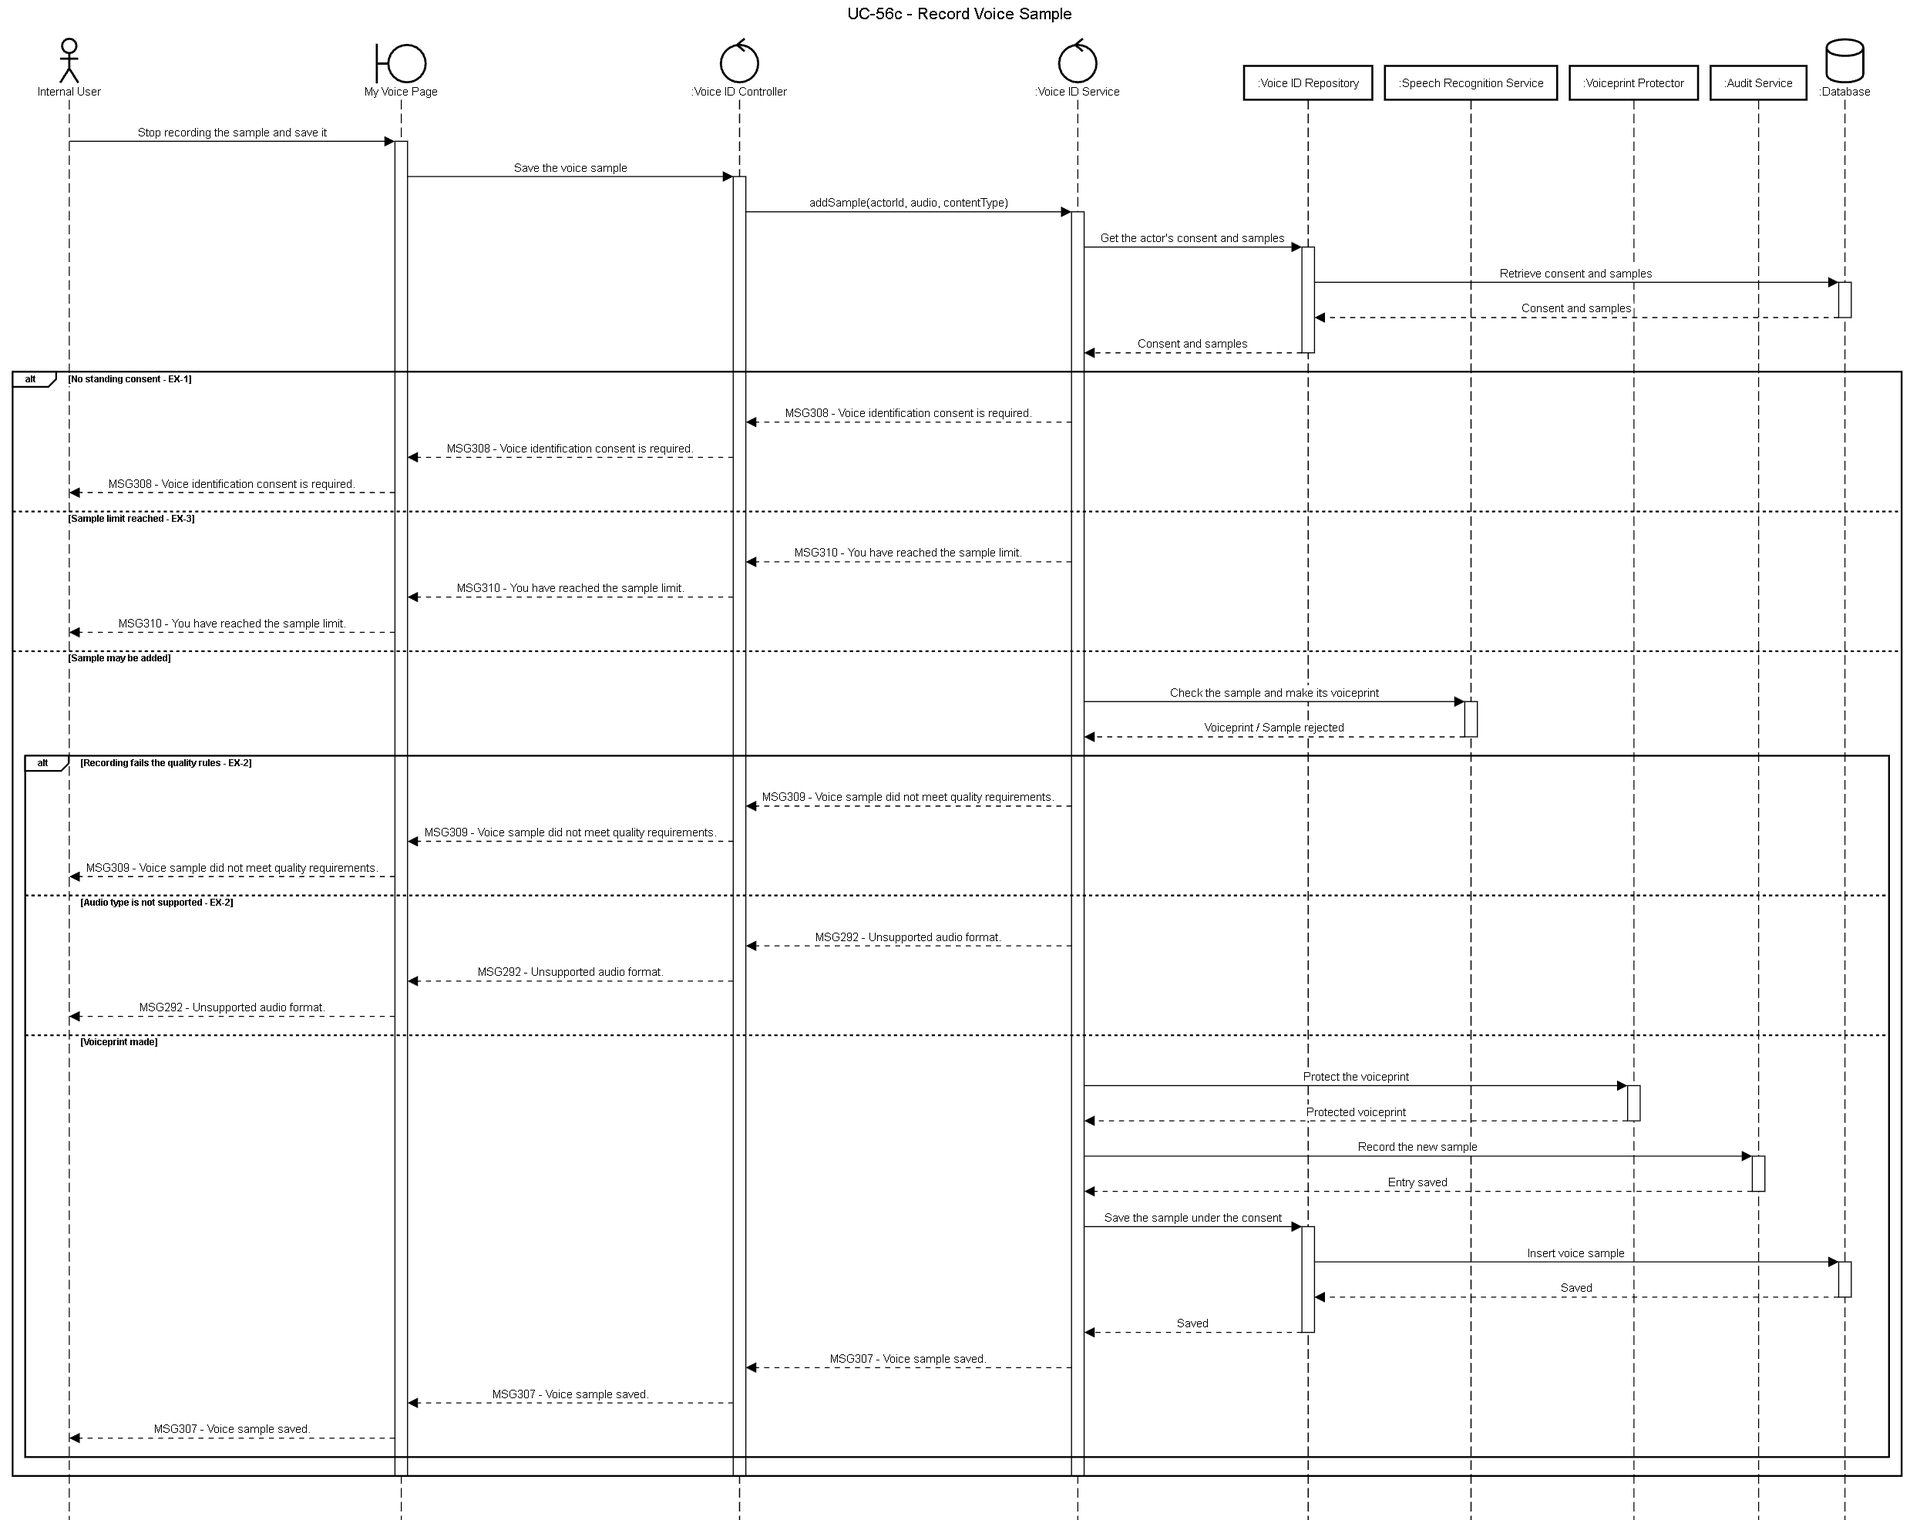 UC-56c - Record Voice Sample
Internal User
My Voice Page
:Voice ID Controller
:Voice ID Service
:Voice ID Repository
:Speech Recognition Service
:Voiceprint Protector
:Audit Service
:Database
Stop recording the sample and save it
Save the voice sample
addSample(actorId, audio, contentType)
Get the actor's consent and samples
Retrieve consent and samples
Consent and samples
Consent and samples
alt
[No standing consent - EX-1]
MSG308 - Voice identification consent is required.
MSG308 - Voice identification consent is required.
MSG308 - Voice identification consent is required.
[Sample limit reached - EX-3]
MSG310 - You have reached the sample limit.
MSG310 - You have reached the sample limit.
MSG310 - You have reached the sample limit.
[Sample may be added]
Check the sample and make its voiceprint
Voiceprint / Sample rejected
alt
[Recording fails the quality rules - EX-2]
MSG309 - Voice sample did not meet quality requirements.
MSG309 - Voice sample did not meet quality requirements.
MSG309 - Voice sample did not meet quality requirements.
[Audio type is not supported - EX-2]
MSG292 - Unsupported audio format.
MSG292 - Unsupported audio format.
MSG292 - Unsupported audio format.
[Voiceprint made]
Protect the voiceprint
Protected voiceprint
Record the new sample
Entry saved
Save the sample under the consent
Insert voice sample
Saved
Saved
MSG307 - Voice sample saved.
MSG307 - Voice sample saved.
MSG307 - Voice sample saved.